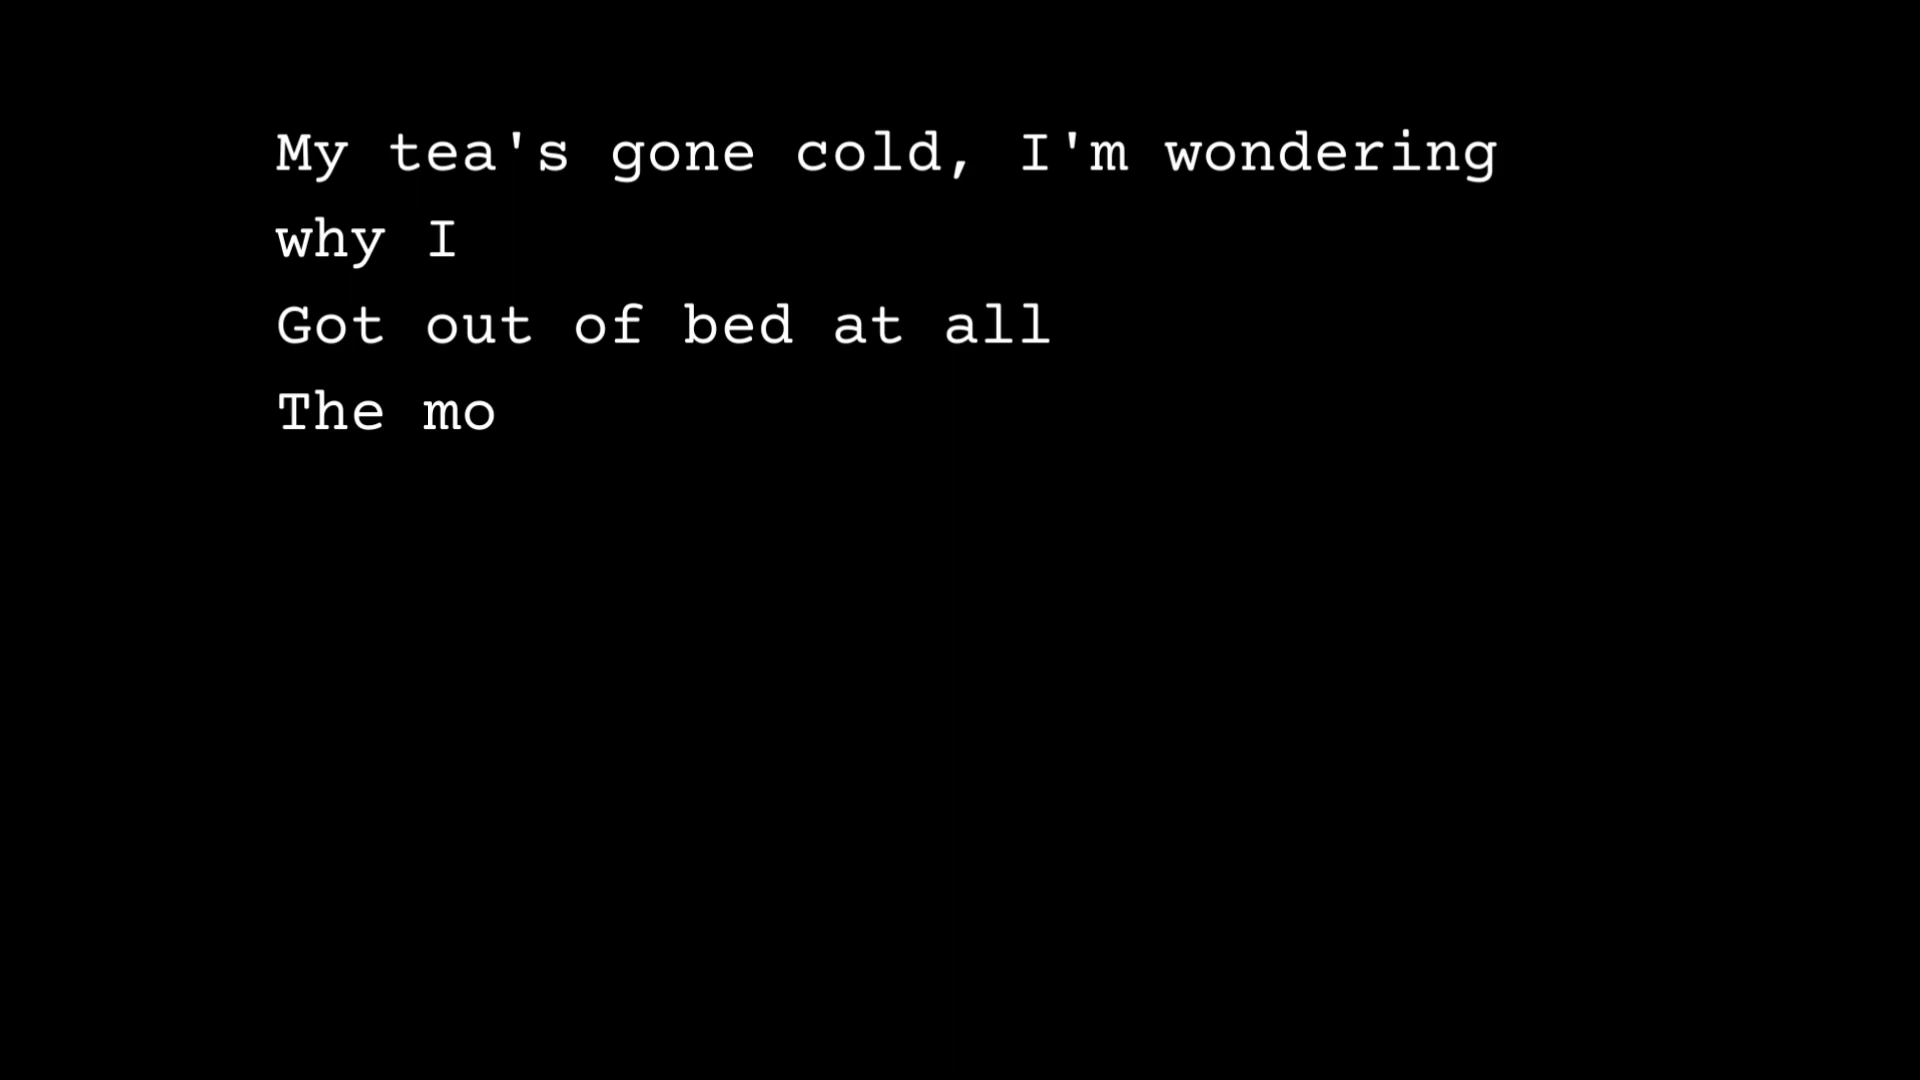 My tea's gone cold, I'm wondering
why I
Got out of bed at all
The mo